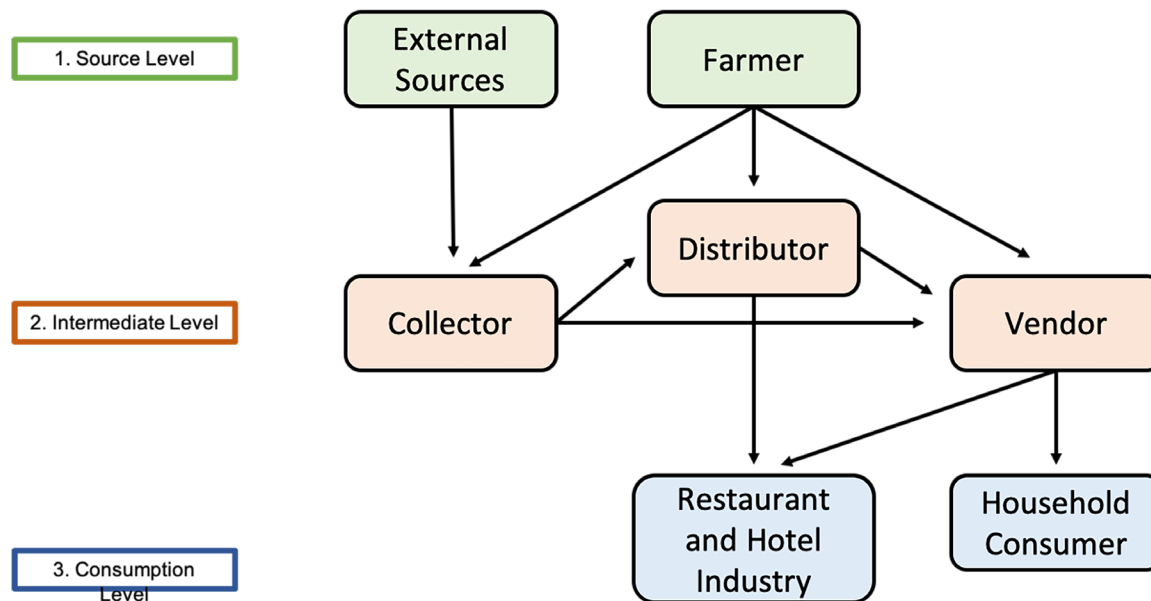 1. Source Level
External
Sources
Farmer
Distributor
2. Intermediate Level
Collector
Vendor
Restaurant
and Hotel
Industry
Household
Consumer
3. Consumption
Level